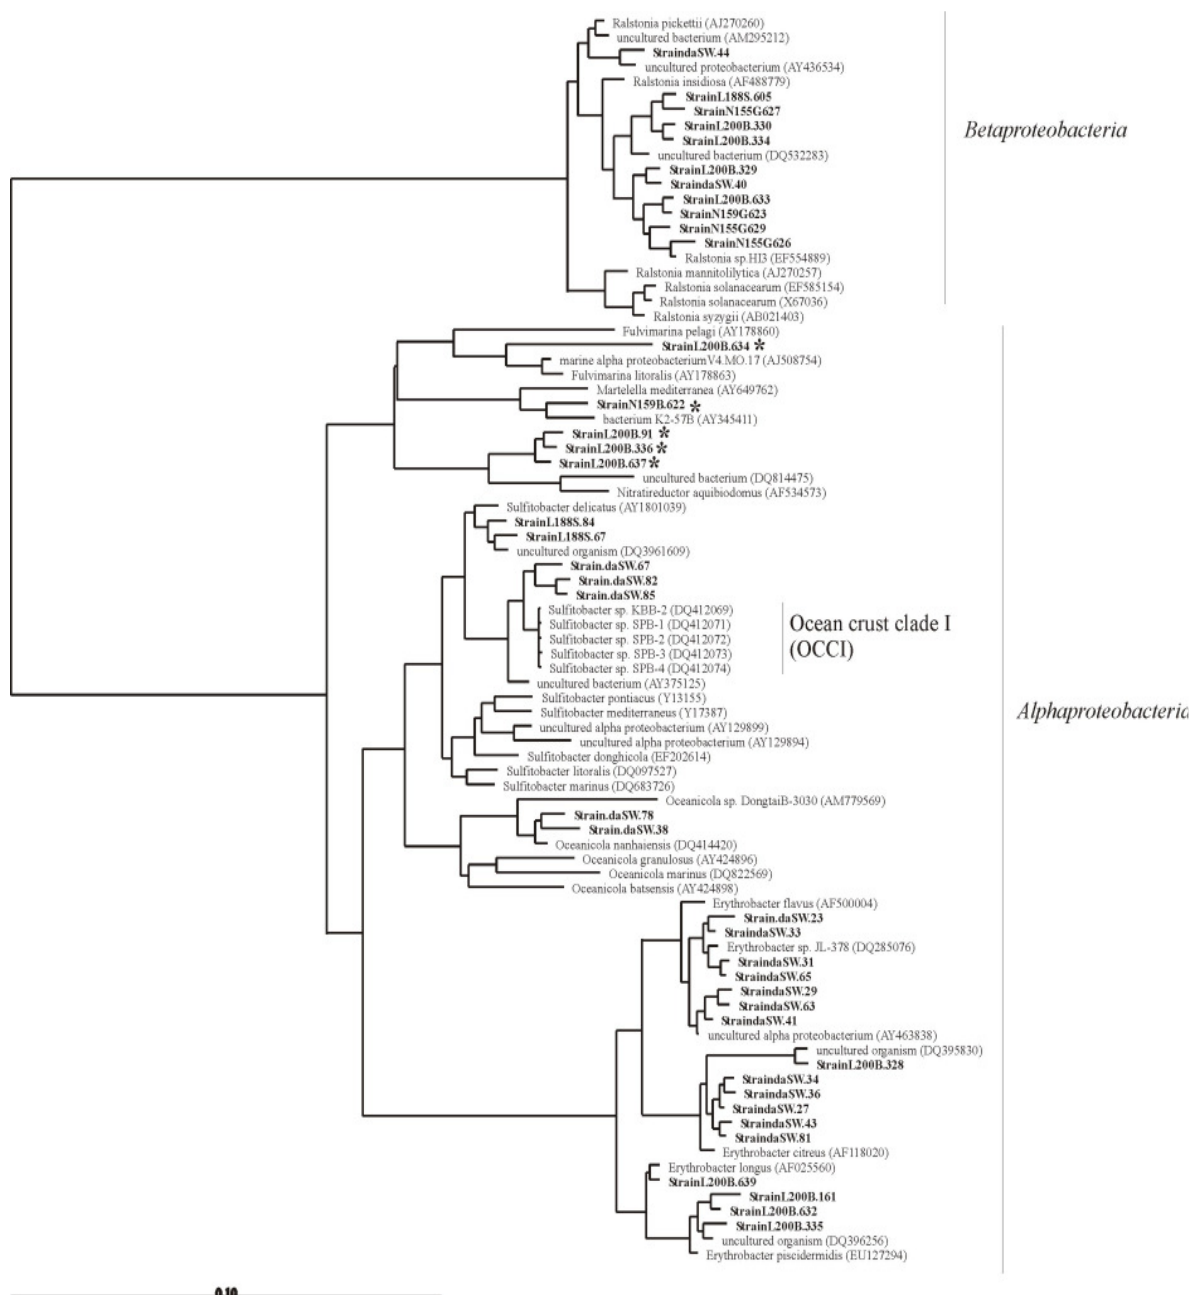 Ralstonia pickettii (AJ270260)
uncultured bacterium (AM295212)
StraindaSW.44
uncultured proteobacterium (AY436534)
Ralstonia insidiosa (AF488779)
StrainL188S.605
StrainN155G627
StrainL200B.330
StrainL200B.334
uncultured bacterium (DQ532283)
StrainL200B.329
StraindaSW.40
StrainL200B.633
StrainN159G623
StrainN155G629
StrainN155G626
Ralstonia sp.HI3 (EF554889)
Ralstonia mannitolilytica (AJ270257)
Ralstonia solanacearum (EF585154)
Ralstonia solanacearum (X67036)
Ralstonia syzygii (AB021403)
Betaproteobacteria
Fulvimarina pelagi (AY178860)
StrainL200B.634 *
marine alpha proteobacteriumV4.MO.17 (AJ508754)
Fulvimarina litoralis (AY178863)
Martelella mediterranea (AY649762)
StrainN159B.622 *
bacterium K2-57B (AY345411)
StrainL200B.91 *
StrainL200B.336 *
StrainL200B.637 *
uncultured bacterium (DQ814475)
Nitratireductor aquibiodomus (AF534573)
Sulfitobacter delicatus (AY1801039)
StrainL188S.84
StrainL188S.67
uncultured organism (DQ3961609)
Strain.daSW.67
Strain.daSW.82
Strain.daSW.85
Sulfitobacter sp. KBB-2 (DQ412069)
Sulfitobacter sp. SPB-1 (DQ412071)
Sulfitobacter sp. SPB-2 (DQ412072)
Sulfitobacter sp. SPB-3 (DQ412073)
Sulfitobacter sp. SPB-4 (DQ412074)
Ocean crust clade I
(OCCI)
uncultured bacterium (AY375125)
Sulfitobacter pontiacus (Y13155)
Sulfitobacter mediterraneus (Y17387)
uncultured alpha proteobacterium (AY129899)
uncultured alpha proteobacterium (AY129894)
Sulfitobacter donghicola (EF202614)
Sulfitobacter litoralis (DQ097527)
Sulfitobacter marinus (DQ683726)
Alphaproteobacteria
Oceanicola sp. DongtaiB-3030 (AM779569)
Strain.daSW.78
Strain.daSW.38
Oceanicola nanhaiensis (DQ414420)
Oceanicola granulosus (AY424896)
Oceanicola marinus (DQ822569)
Oceanicola batsensis (AY424898)
Erythrobacter flavus (AF500004)
Strain.daSW.23
StraindaSW.33
Erythrobacter sp. JL-378 (DQ285076)
StraindaSW.31
StraindaSW.65
StraindaSW.29
StraindaSW.63
StraindaSW.41
uncultured alpha proteobacterium (AY463838)
uncultured organism (DQ395830)
StrainL200B.328
StraindaSW.34
StraindaSW.36
StraindaSW.27
StraindaSW.43
StraindaSW.81
Erythrobacter citreus (AF118020)
Erythrobacter longus (AF025560)
StrainL200B.639
StrainL200B.161
StrainL200B.632
StrainL200B.335
uncultured organism (DQ396256)
Erythrobacter piscidermidis (EU127294)
0.10